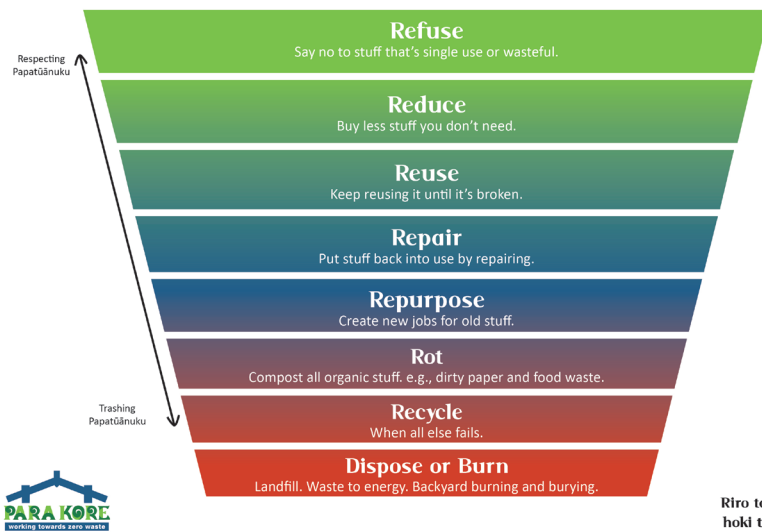 Refuse
Say no to stuff that's single use or wasteful.
Respecting
Papatūānuku
Reduce
Buy less stuff you don't need.
Reuse
Keep reusing it until it's broken.
Repair
Put stuff back into use by repairing.
Repurpose
Create new jobs for old stuff.
Rot
Compost all organic stuff. e.g., dirty paper and food waste.
Trashing
Papatūānuku
Recycle
When all else fails.
Dispose or Burn
Landfill. Waste to energy. Backyard burning and burying.
PARA KORE
working towards zero waste
Riro
hoki